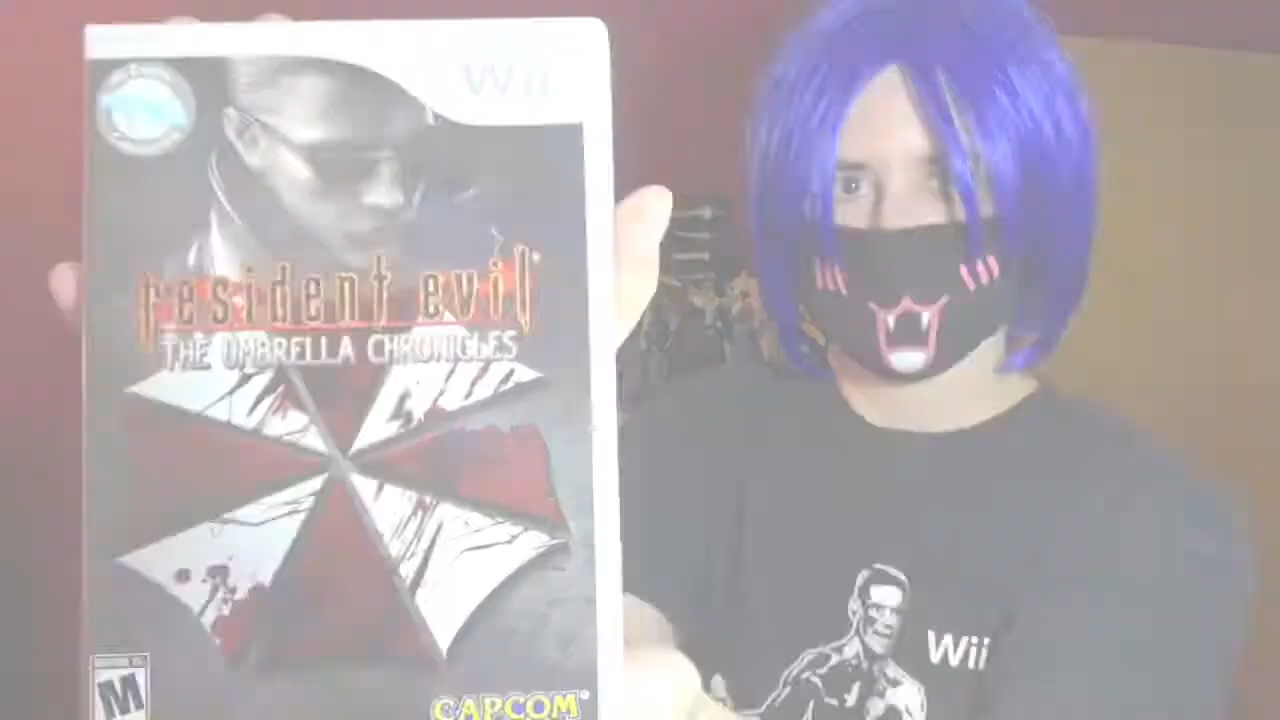 Wii
resident evil
THE UMBRELLA CHRONICLES
M
CAPCOM
Wii